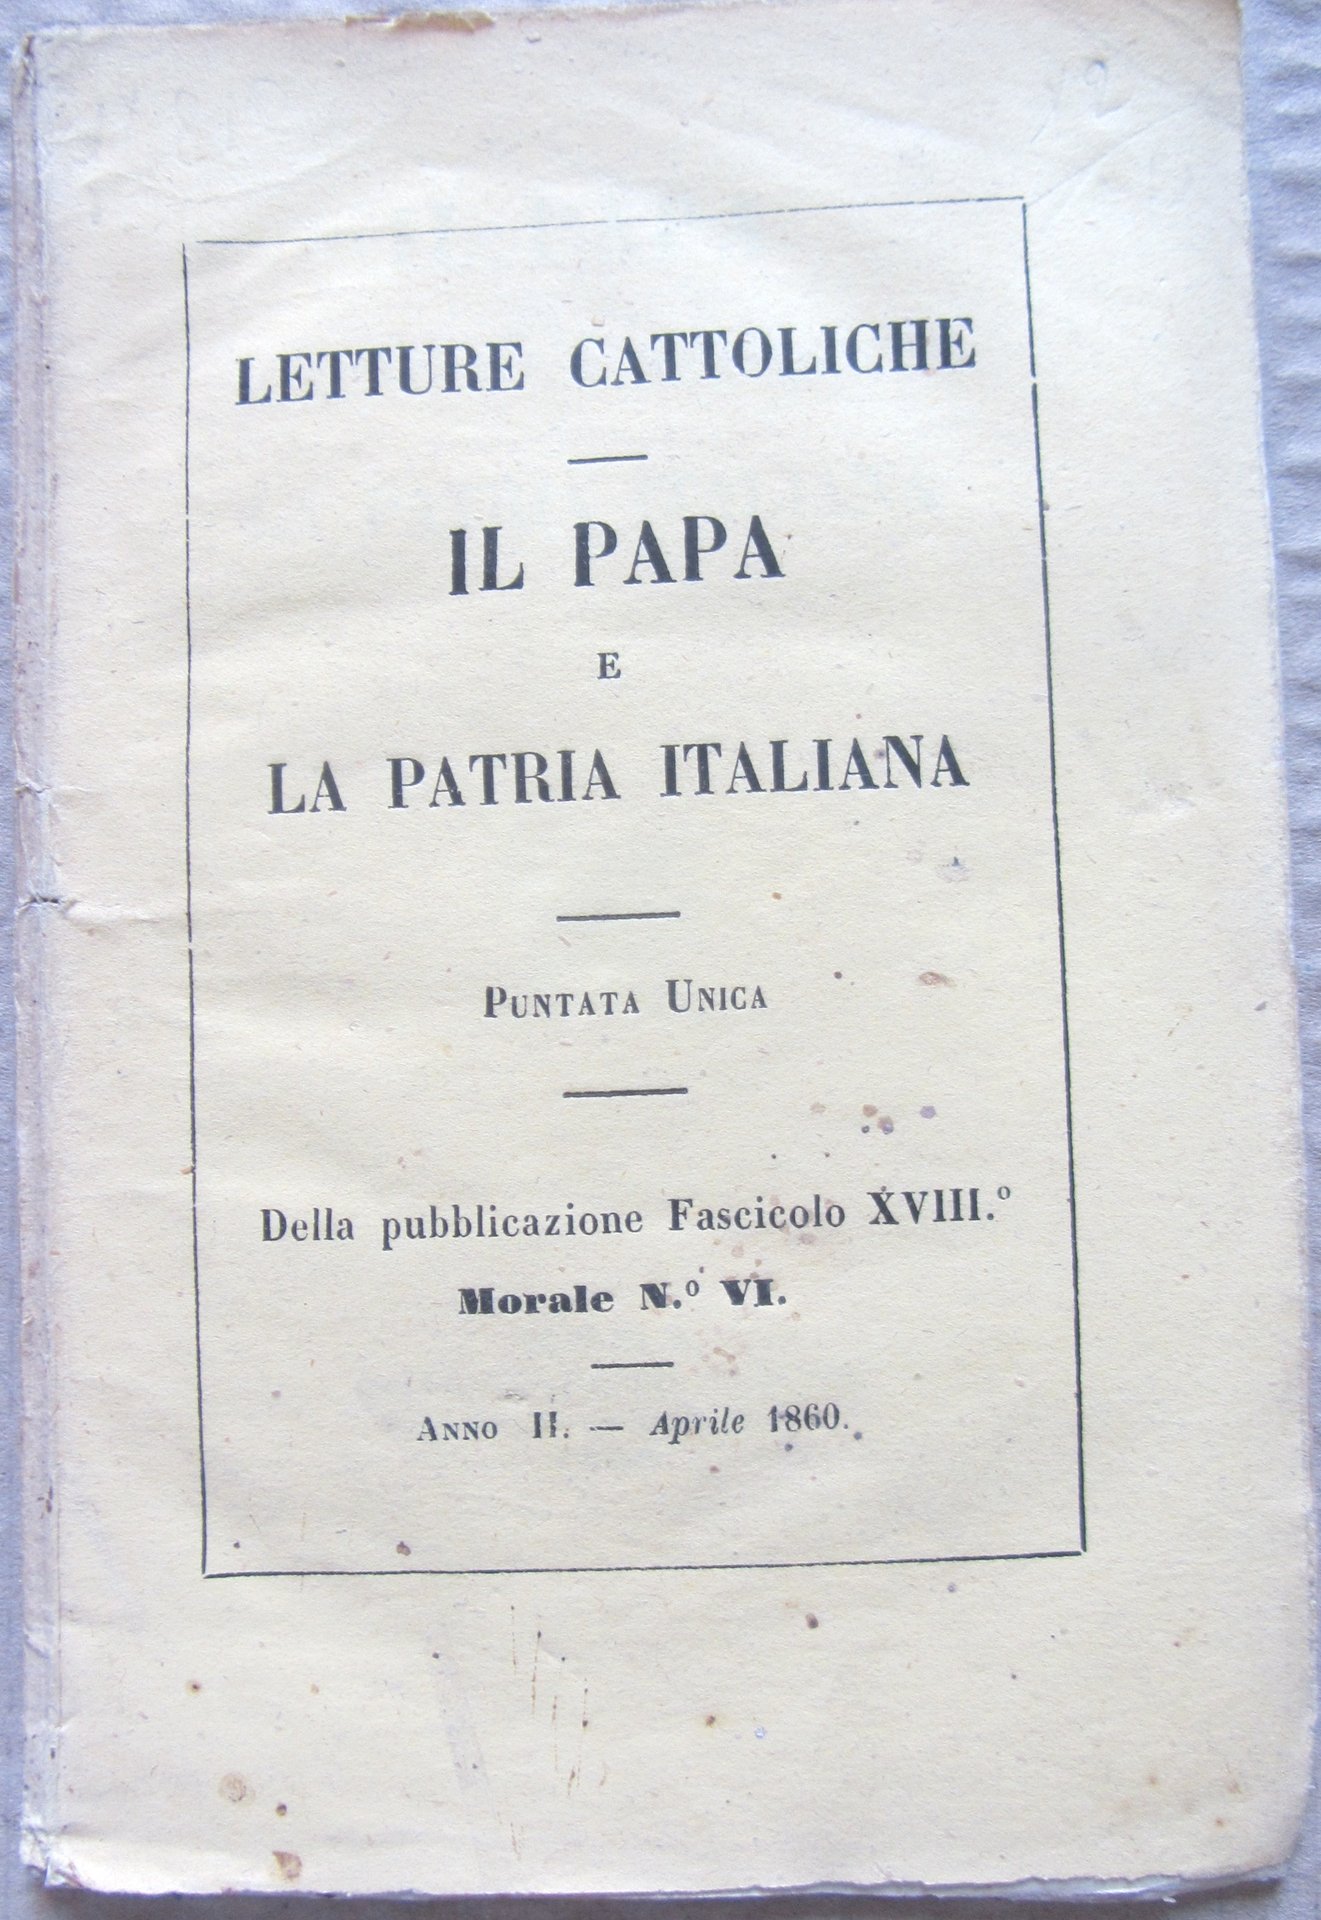 LETTURE CATTOLICHE
IL PAPA
E
LA PATRIA ITALIANA
PUNTATA UNICA
Della pubblicazione Fascicolo XVIII.º
Morale N.º VI.
ANNO II. — Aprile 1860.